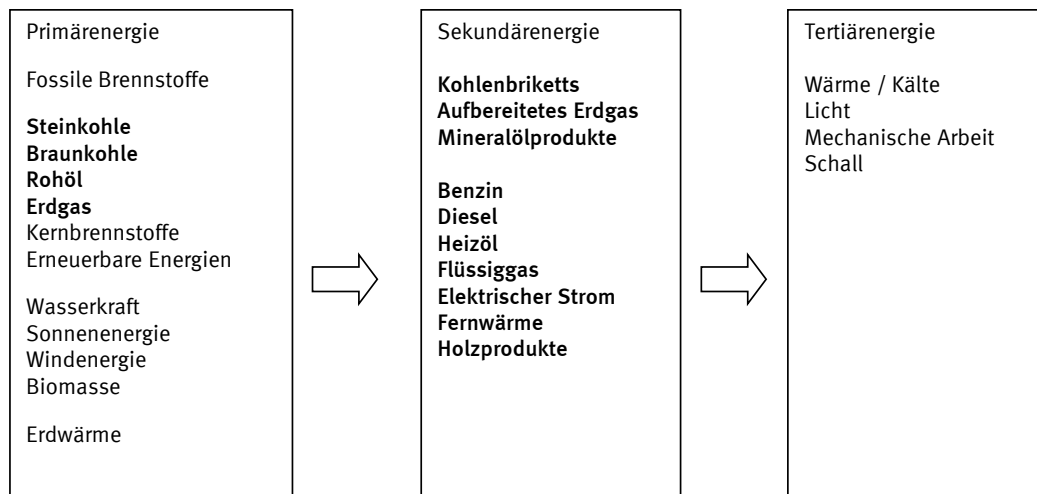 Primärenergie
Fossile Brennstoffe
Steinkohle
Braunkohle
Rohöl
Erdgas
Kernbrennstoffe
Erneuerbare Energien
Wasserkraft
Sonnenenergie
Windenergie
Biomasse
Erdwärme
Sekundärenergie
Kohlenbriketts
Aufbereitetes Erdgas
Mineralölprodukte
Benzin
Diesel
Heizöl
Flüssiggas
Elektrischer Strom
Fernwärme
Holzprodukte
Tertiärenergie
Wärme / Kälte
Licht
Mechanische Arbeit
Schall